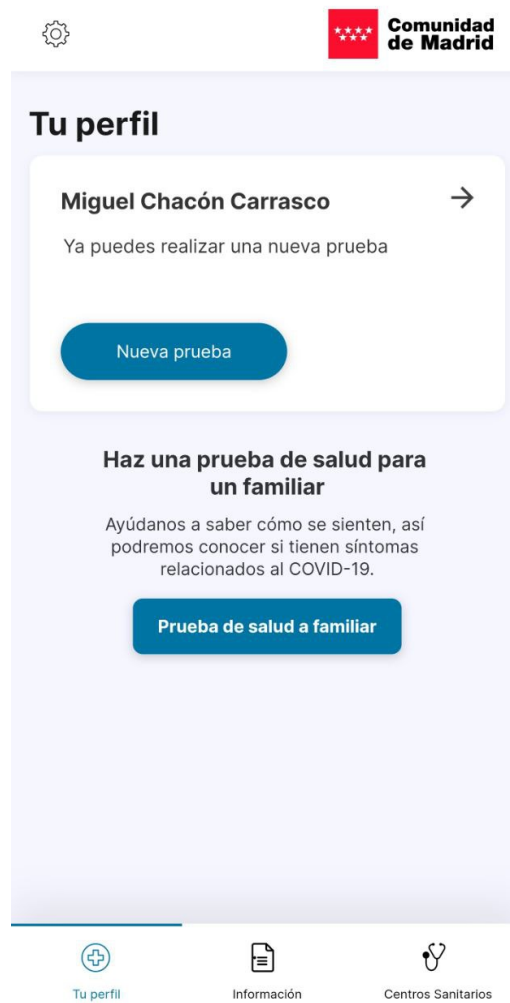 Comunidad
de Madrid
Tu perfil
Miguel Chacón Carrasco
Ya puedes realizar una nueva prueba
Nueva prueba
Haz una prueba de salud para
un familiar
Ayúdanos a saber cómo se sienten, así
podremos conocer si tienen síntomas
relacionados al COVID-19.
Prueba de salud a familiar
Tu perfil
Información
Centros Sanitarios